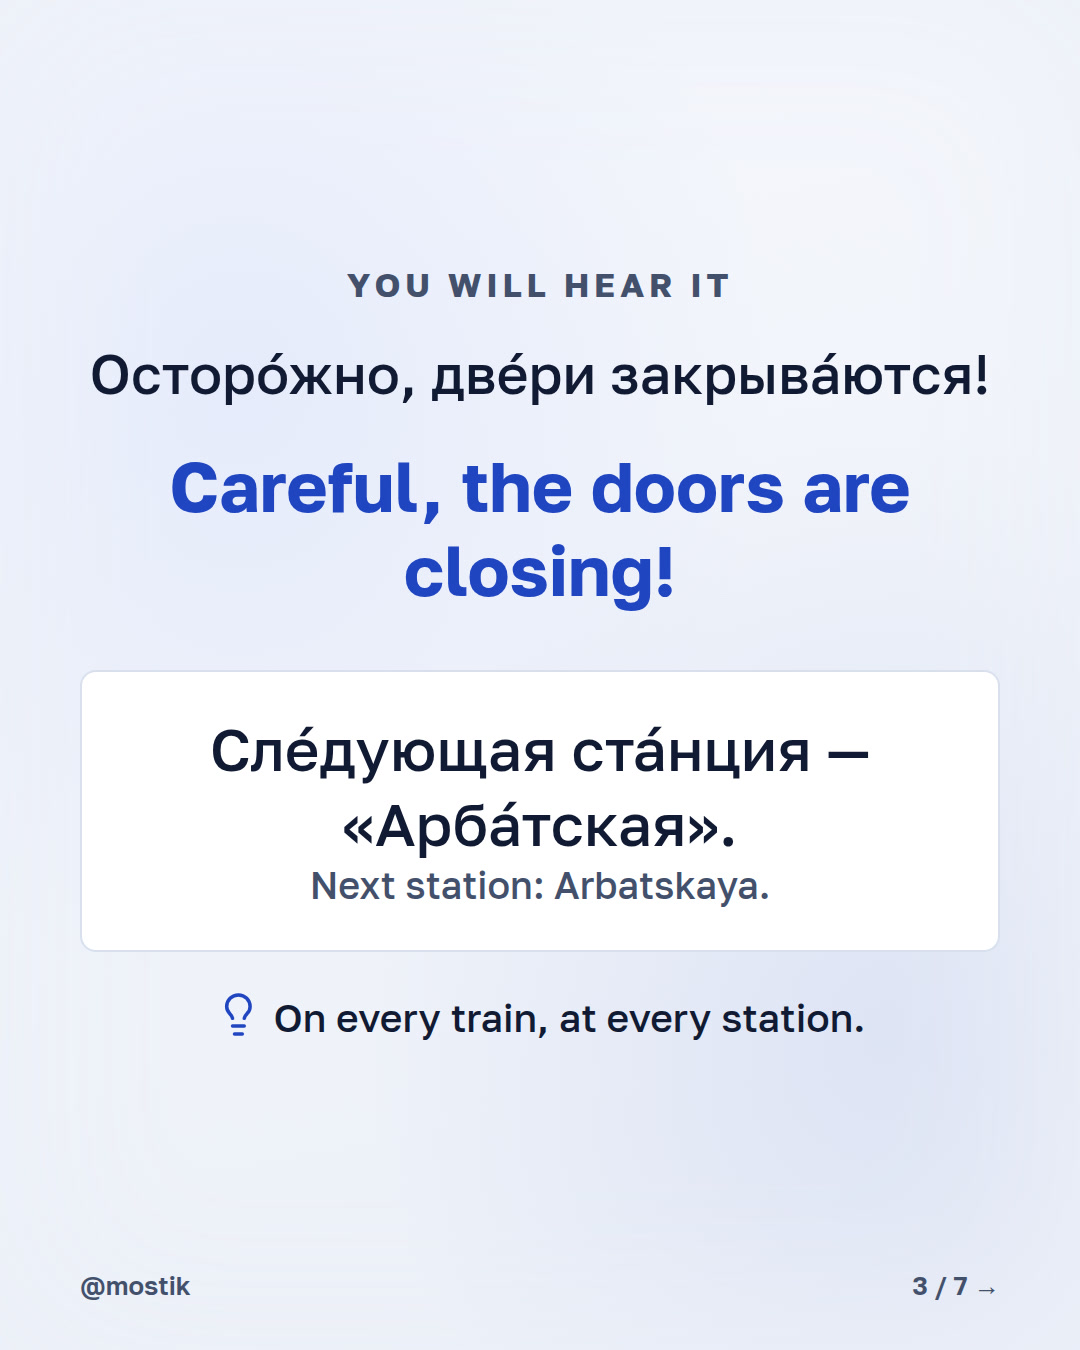 YOU WILL HEAR IT
Осторо́жно, две́ри закрыва́ются!
Careful, the doors are
closing!
Сле́дующая ста́нция —
«Арба́тская».
Next station: Arbatskaya.
On every train, at every station.
@mostik
3 / 7 →